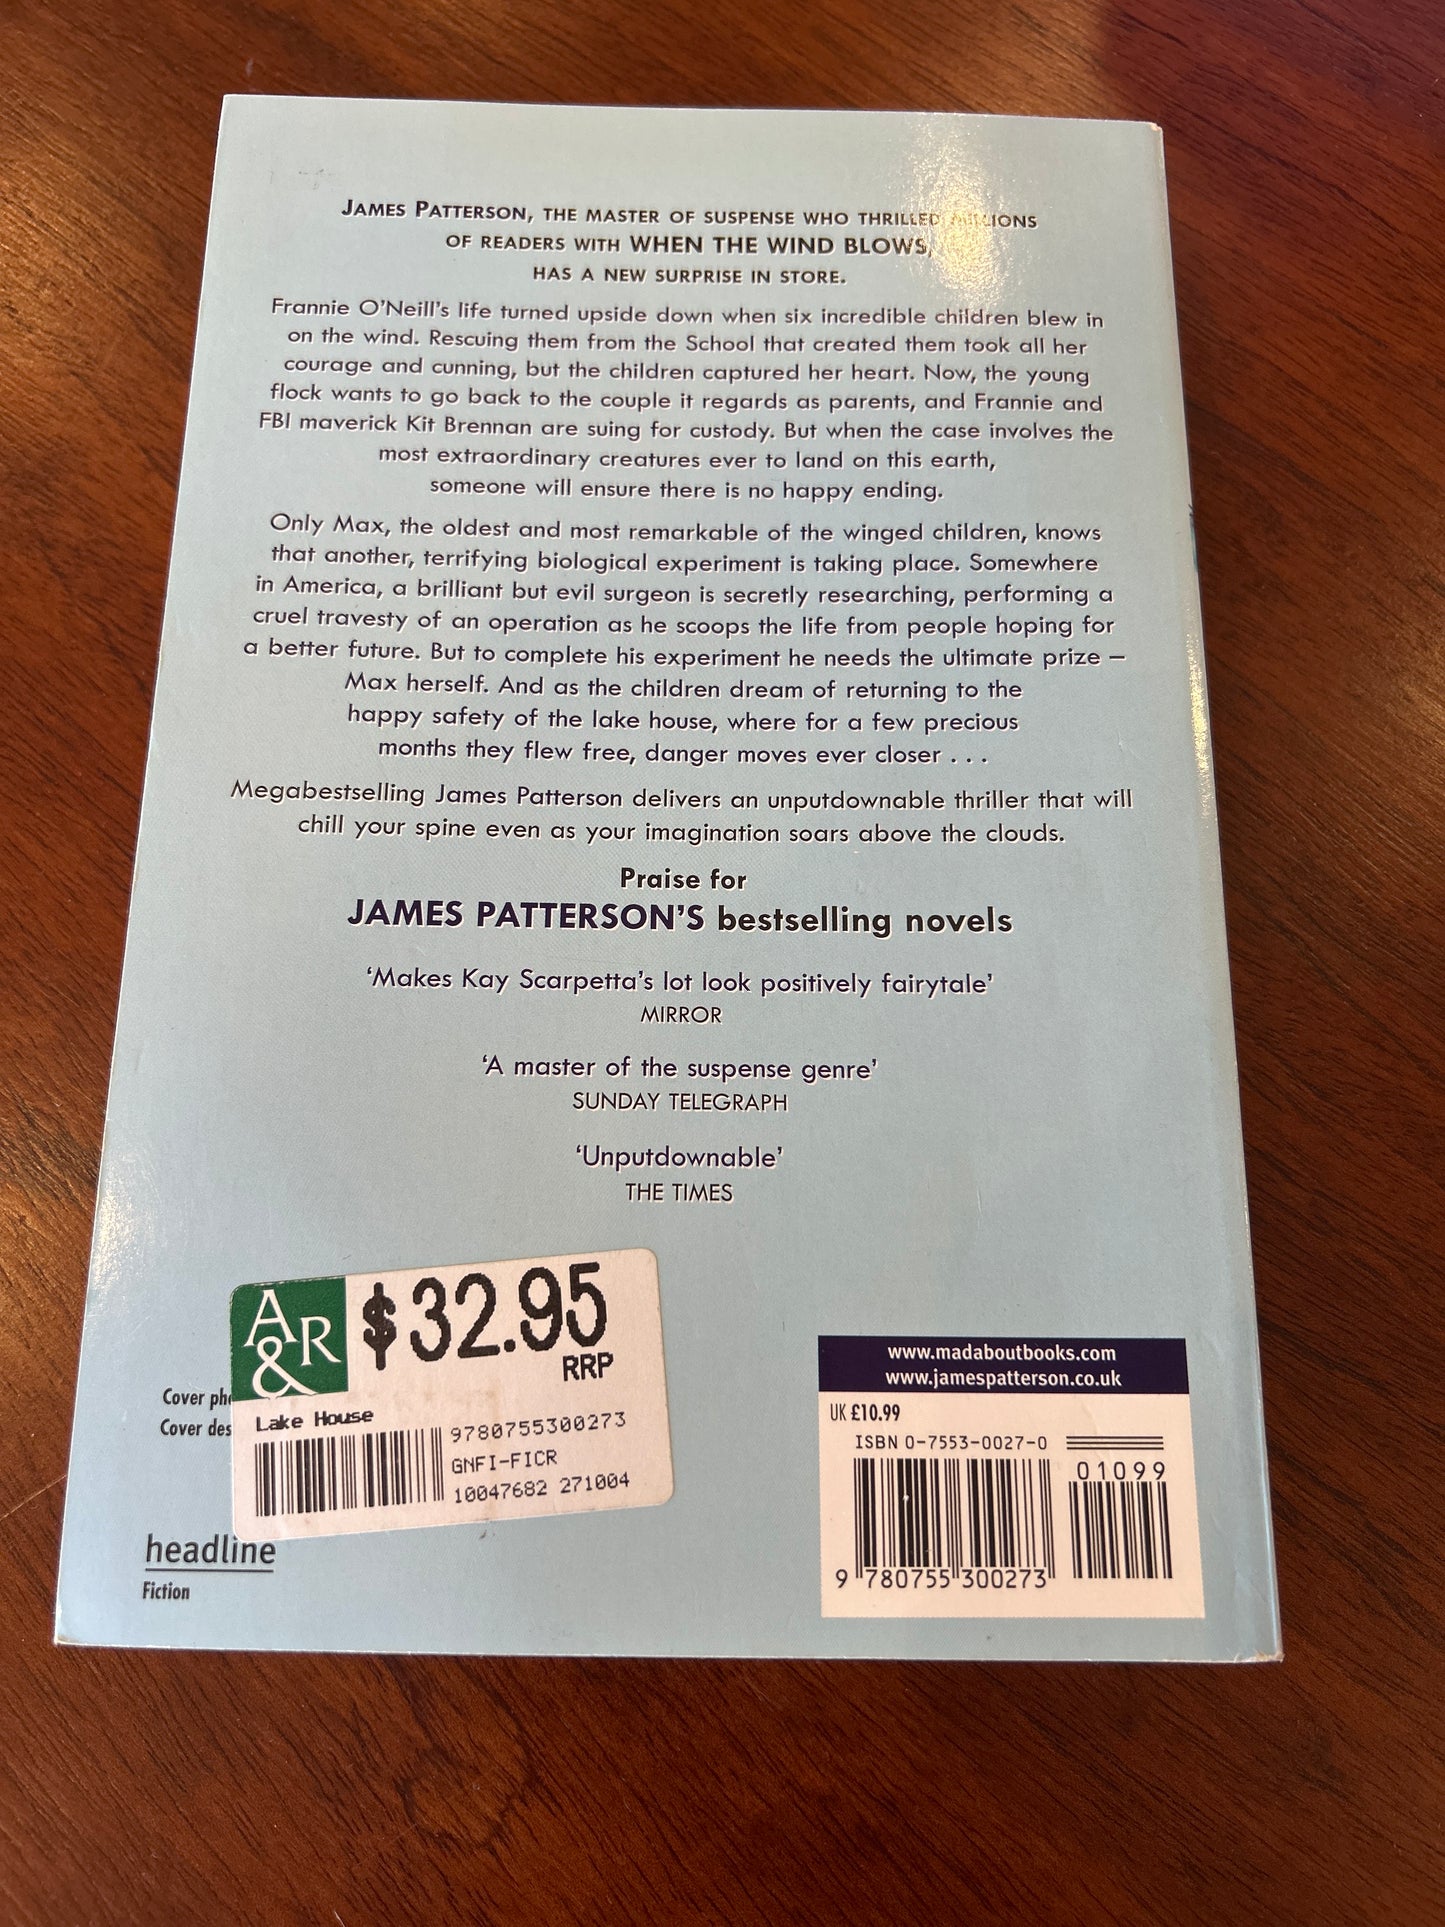 JAMES PATTERSON, THE MASTER OF SUSPENSE WHO THRILLED MILLIONS
OF READERS WITH WHEN THE WIND BLOWS,
HAS A NEW SURPRISE IN STORE.
Frannie O'Neill's life turned upside down when six incredible children blew in
on the wind. Rescuing them from the School that created them took all her
courage and cunning, but the children captured her heart. Now, the young
flock wants to go back to the couple it regards as parents, and Frannie and
FBI maverick Kit Brennan are suing for custody. But when the case involves the
most extraordinary creatures ever to land on this earth,
someone will ensure there is no happy ending.
Only Max, the oldest and most remarkable of the winged children, knows
that another, terrifying biological experiment is taking place. Somewhere
in America, a brilliant but evil surgeon is secretly researching, performing a
cruel travesty of an operation as he scoops the life from people hoping for
a better future. But to complete his experiment he needs the ultimate prize –
Max herself. And as the children dream of returning to the
happy safety of the lake house, where for a few precious
months they flew free, danger moves ever closer . . .
Megabestselling James Patterson delivers an unputdownable thriller that will
chill your spine even as your imagination soars above the clouds.
Praise for
JAMES PATTERSON'S bestselling novels
'Makes Kay Scarpetta's lot look positively fairytale'
MIRROR
'A master of the suspense genre'
SUNDAY TELEGRAPH
'Unputdownable'
THE TIMES
A&R $32.95
RRP
Lake House
9780755300273
GNFI-FICR
10047682 271004
Cover
Cover
headline
Fiction
www.madaboutbooks.com
www.jamespatterson.co.uk
UK £10.99
ISBN 0-7553-0027-0
01099
9 780755 300273